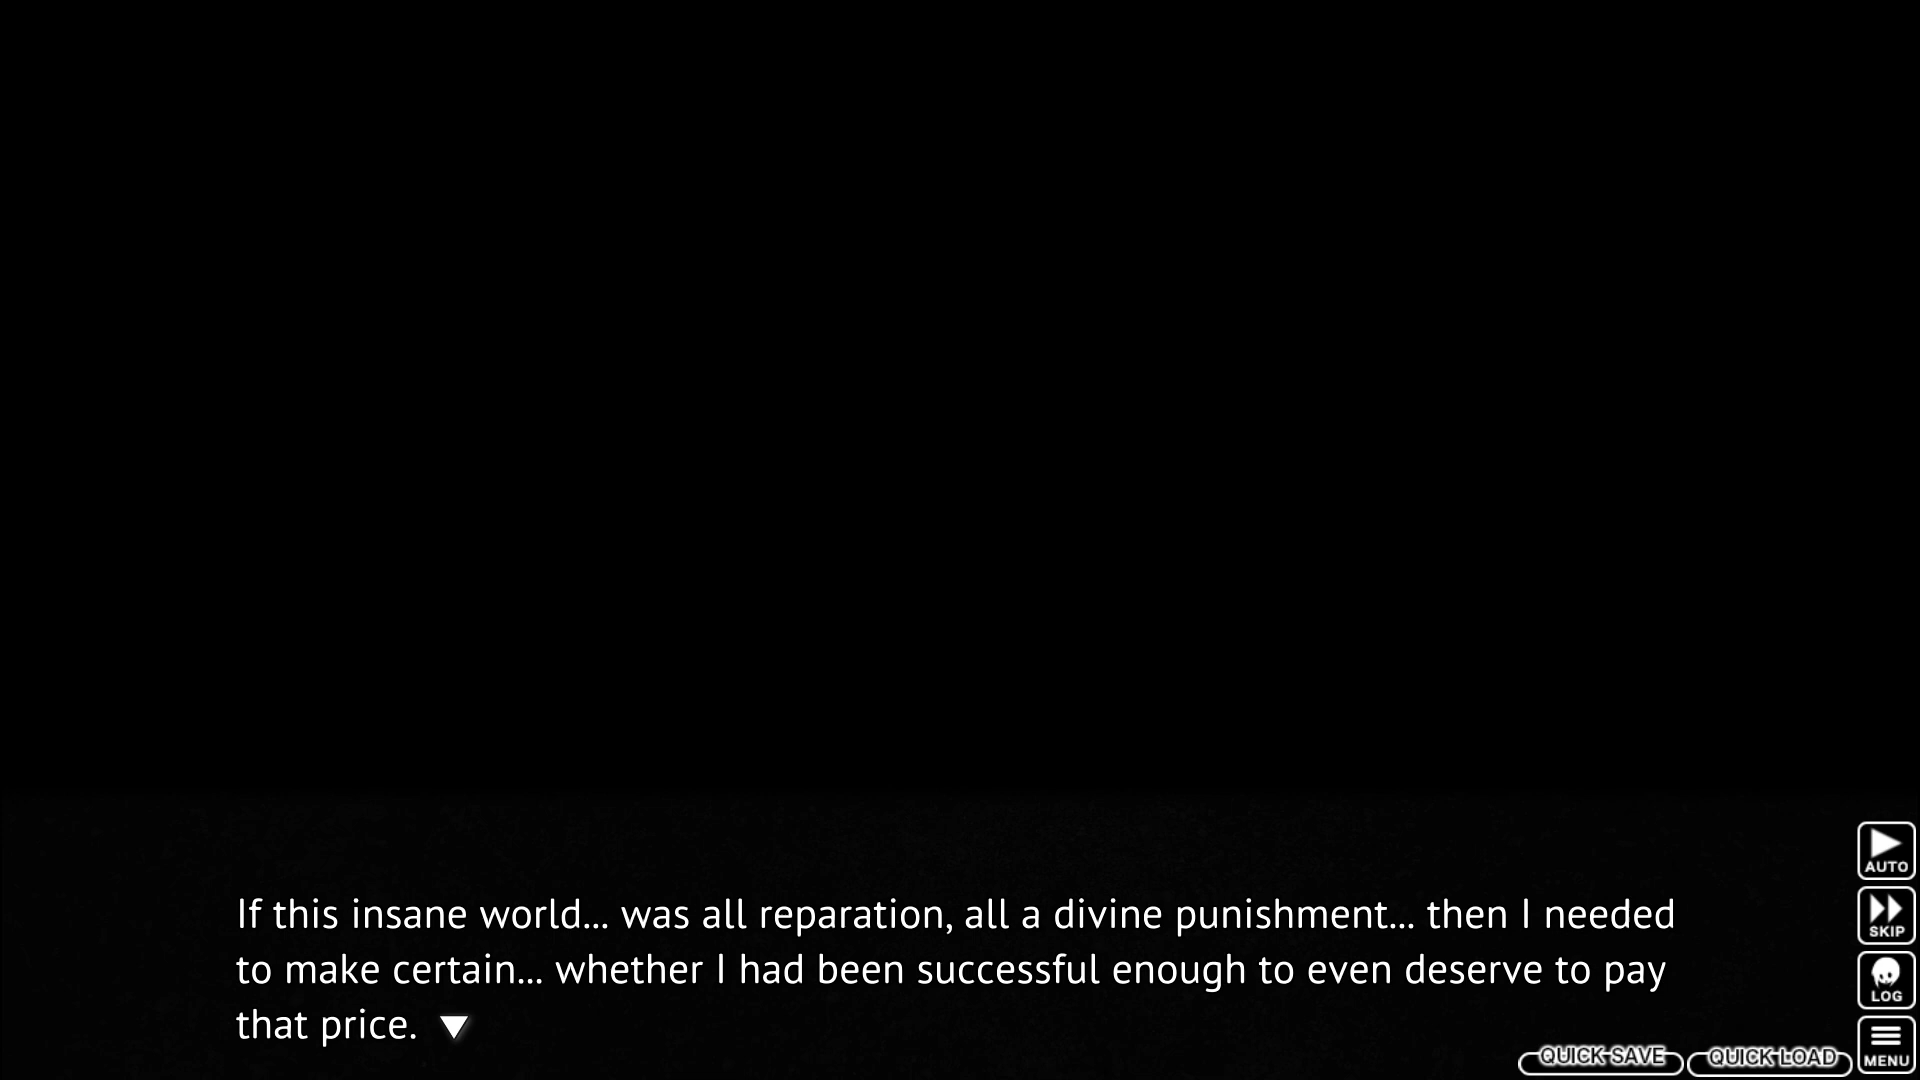 If this insane world... was all reparation, all a divine punishment... then I needed
to make certain... whether I had been successful enough to even deserve to pay
that price.
AUTO
SKIP
LOG
MENU
QUICK SAVE
QUICK LOAD